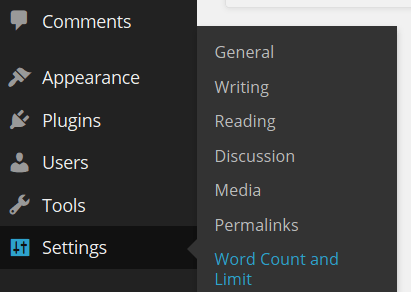 Comments
Appearance
Plugins
Users
Tools
Settings
General
Writing
Reading
Discussion
Media
Permalinks
Word Count and
Limit